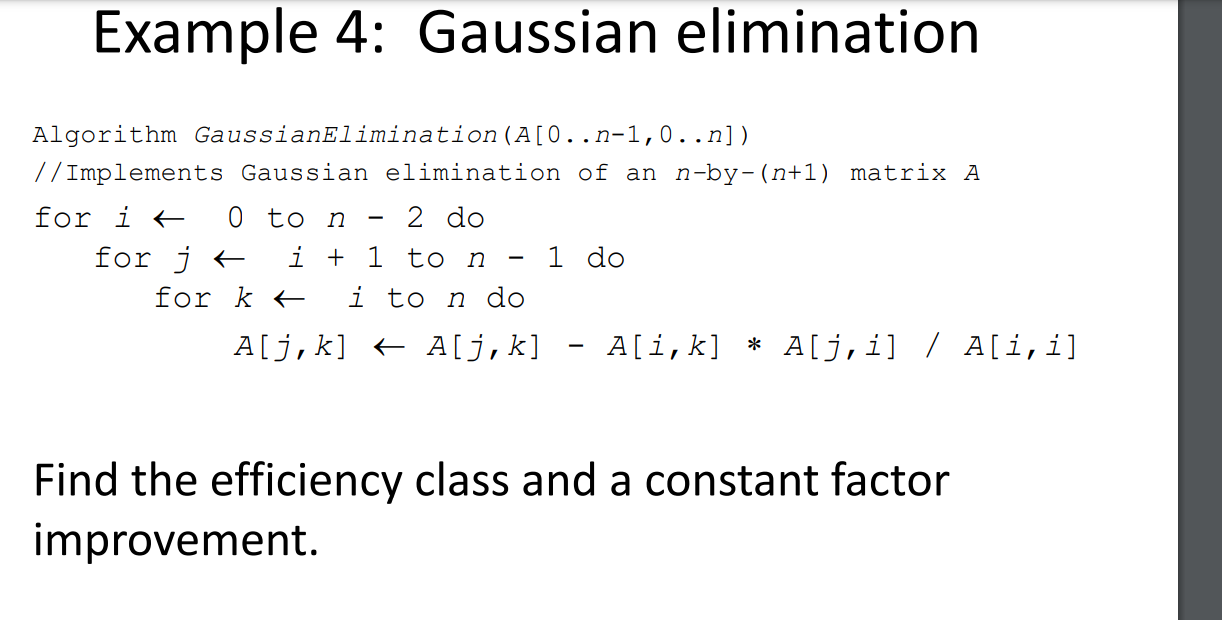 Example 4: Gaussian elimination
Algorithm GaussianElimination(A[0..n-1,0..n])
//Implements Gaussian elimination of an n-by-(n+1) matrix A
for i ← 0 to n - 2 do
for j ← i + 1 to n - 1 do
for k ← i to n do
A[j,k] ← A[j,k] - A[i,k] * A[j,i] / A[i,i]
Find the efficiency class and a constant factor
improvement.